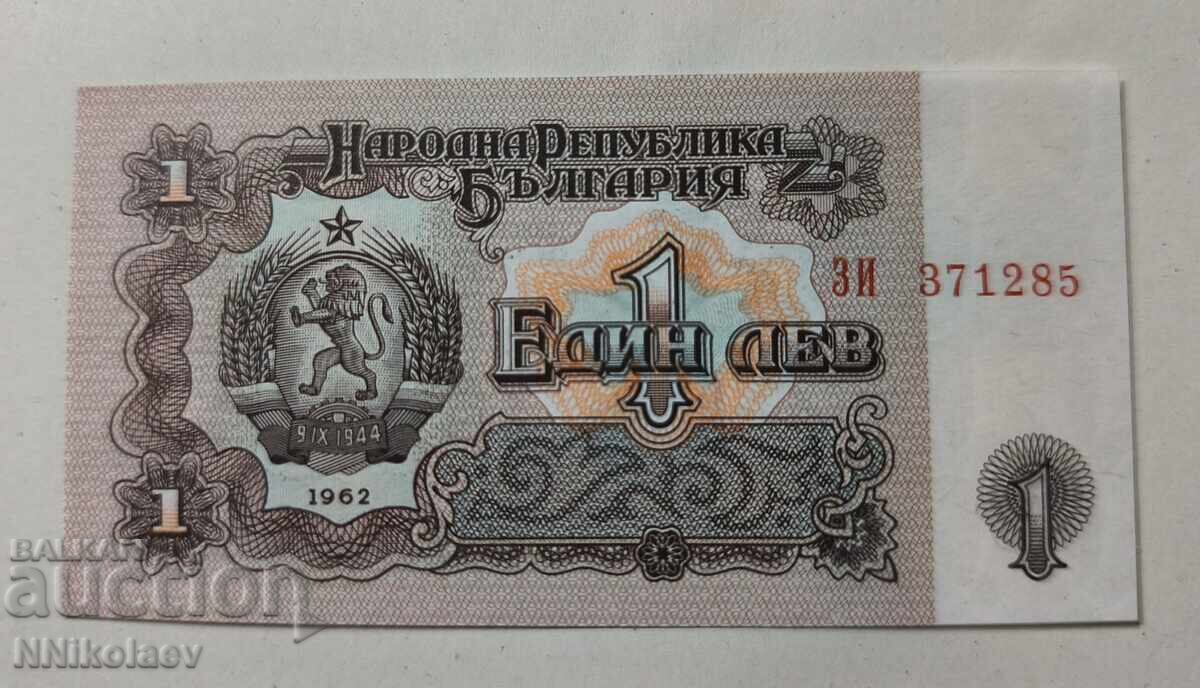 НАРОДНА РЕПУБЛИКА
БЪЛГАРИЯ
1
1
ЗИ 371285
ЕДИН ЛЕВ
9 IX 1944
1962
1
1
BALKAN
auction
NNikolaev